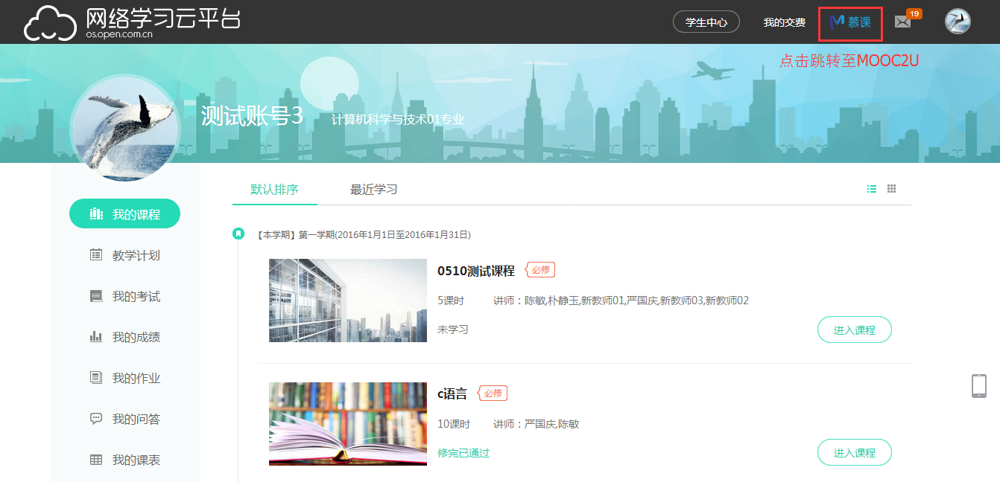 网络学习云平台
os.open.com.cn
学生中心
我的交费
慕课
19
点击跳转至MOOC2U
测试账号3
计算机科学与技术01专业
默认排序
最近学习
我的课程
教学计划
我的考试
我的成绩
我的作业
我的问答
我的课表
【本学期】第一学期(2016年1月1日至2016年1月31日)
0510测试课程 必修
5课时 讲师：陈敏,朴静玉,新教师01,严国庆,新教师03,新教师02
未学习
进入课程
c语言 必修
10课时 讲师：严国庆,陈敏
修完已通过
进入课程